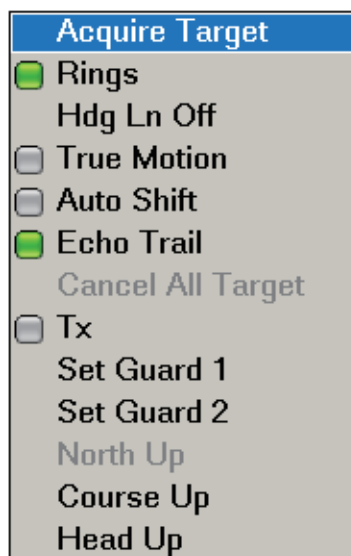 Acquire Target
Rings
Hdg Ln Off
True Motion
Auto Shift
Echo Trail
Cancel All Target
Tx
Set Guard 1
Set Guard 2
North Up
Course Up
Head Up